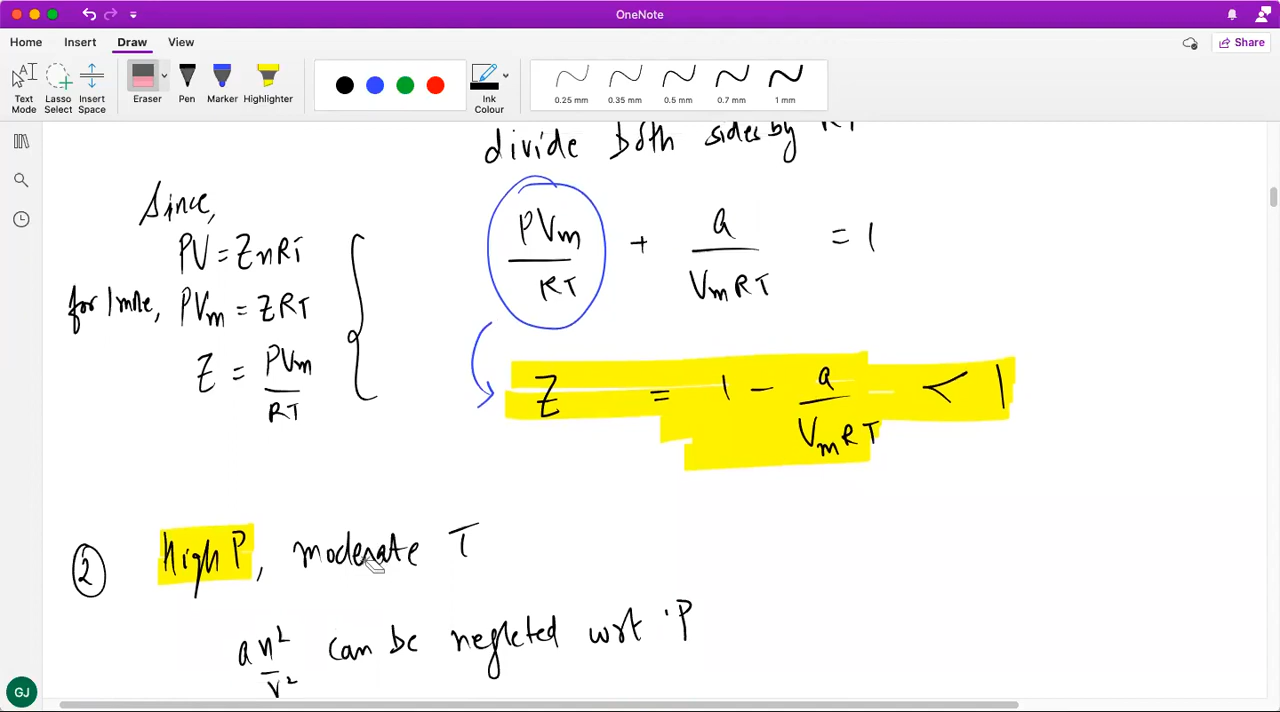 OneNote
Home Insert Draw View
Share
Text Mode
Lasso Select
Insert Space
Eraser
Pen
Marker
Highlighter
Ink Colour
0.25 mm
0.35 mm
0.5 mm
0.7 mm
1 mm
divide both sides by RT
Since,
PV = ZnRT
for 1 mole, PVm = ZRT
Z = PVm / RT
PVm / RT + a / VmRT = 1
Z = 1 - a / VmRT < 1
2 High P, moderate T
an²/V² can be negleted wrt P
GJ